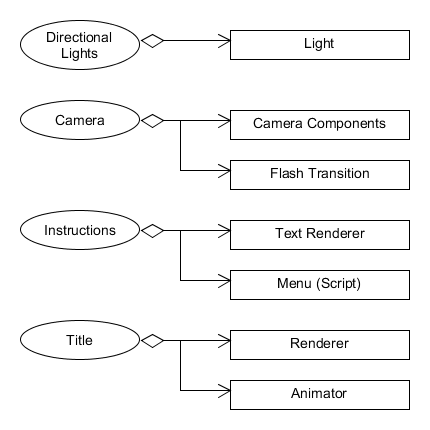 Directional
Lights
Light
Camera
Camera Components
Flash Transition
Instructions
Text Renderer
Menu (Script)
Title
Renderer
Animator